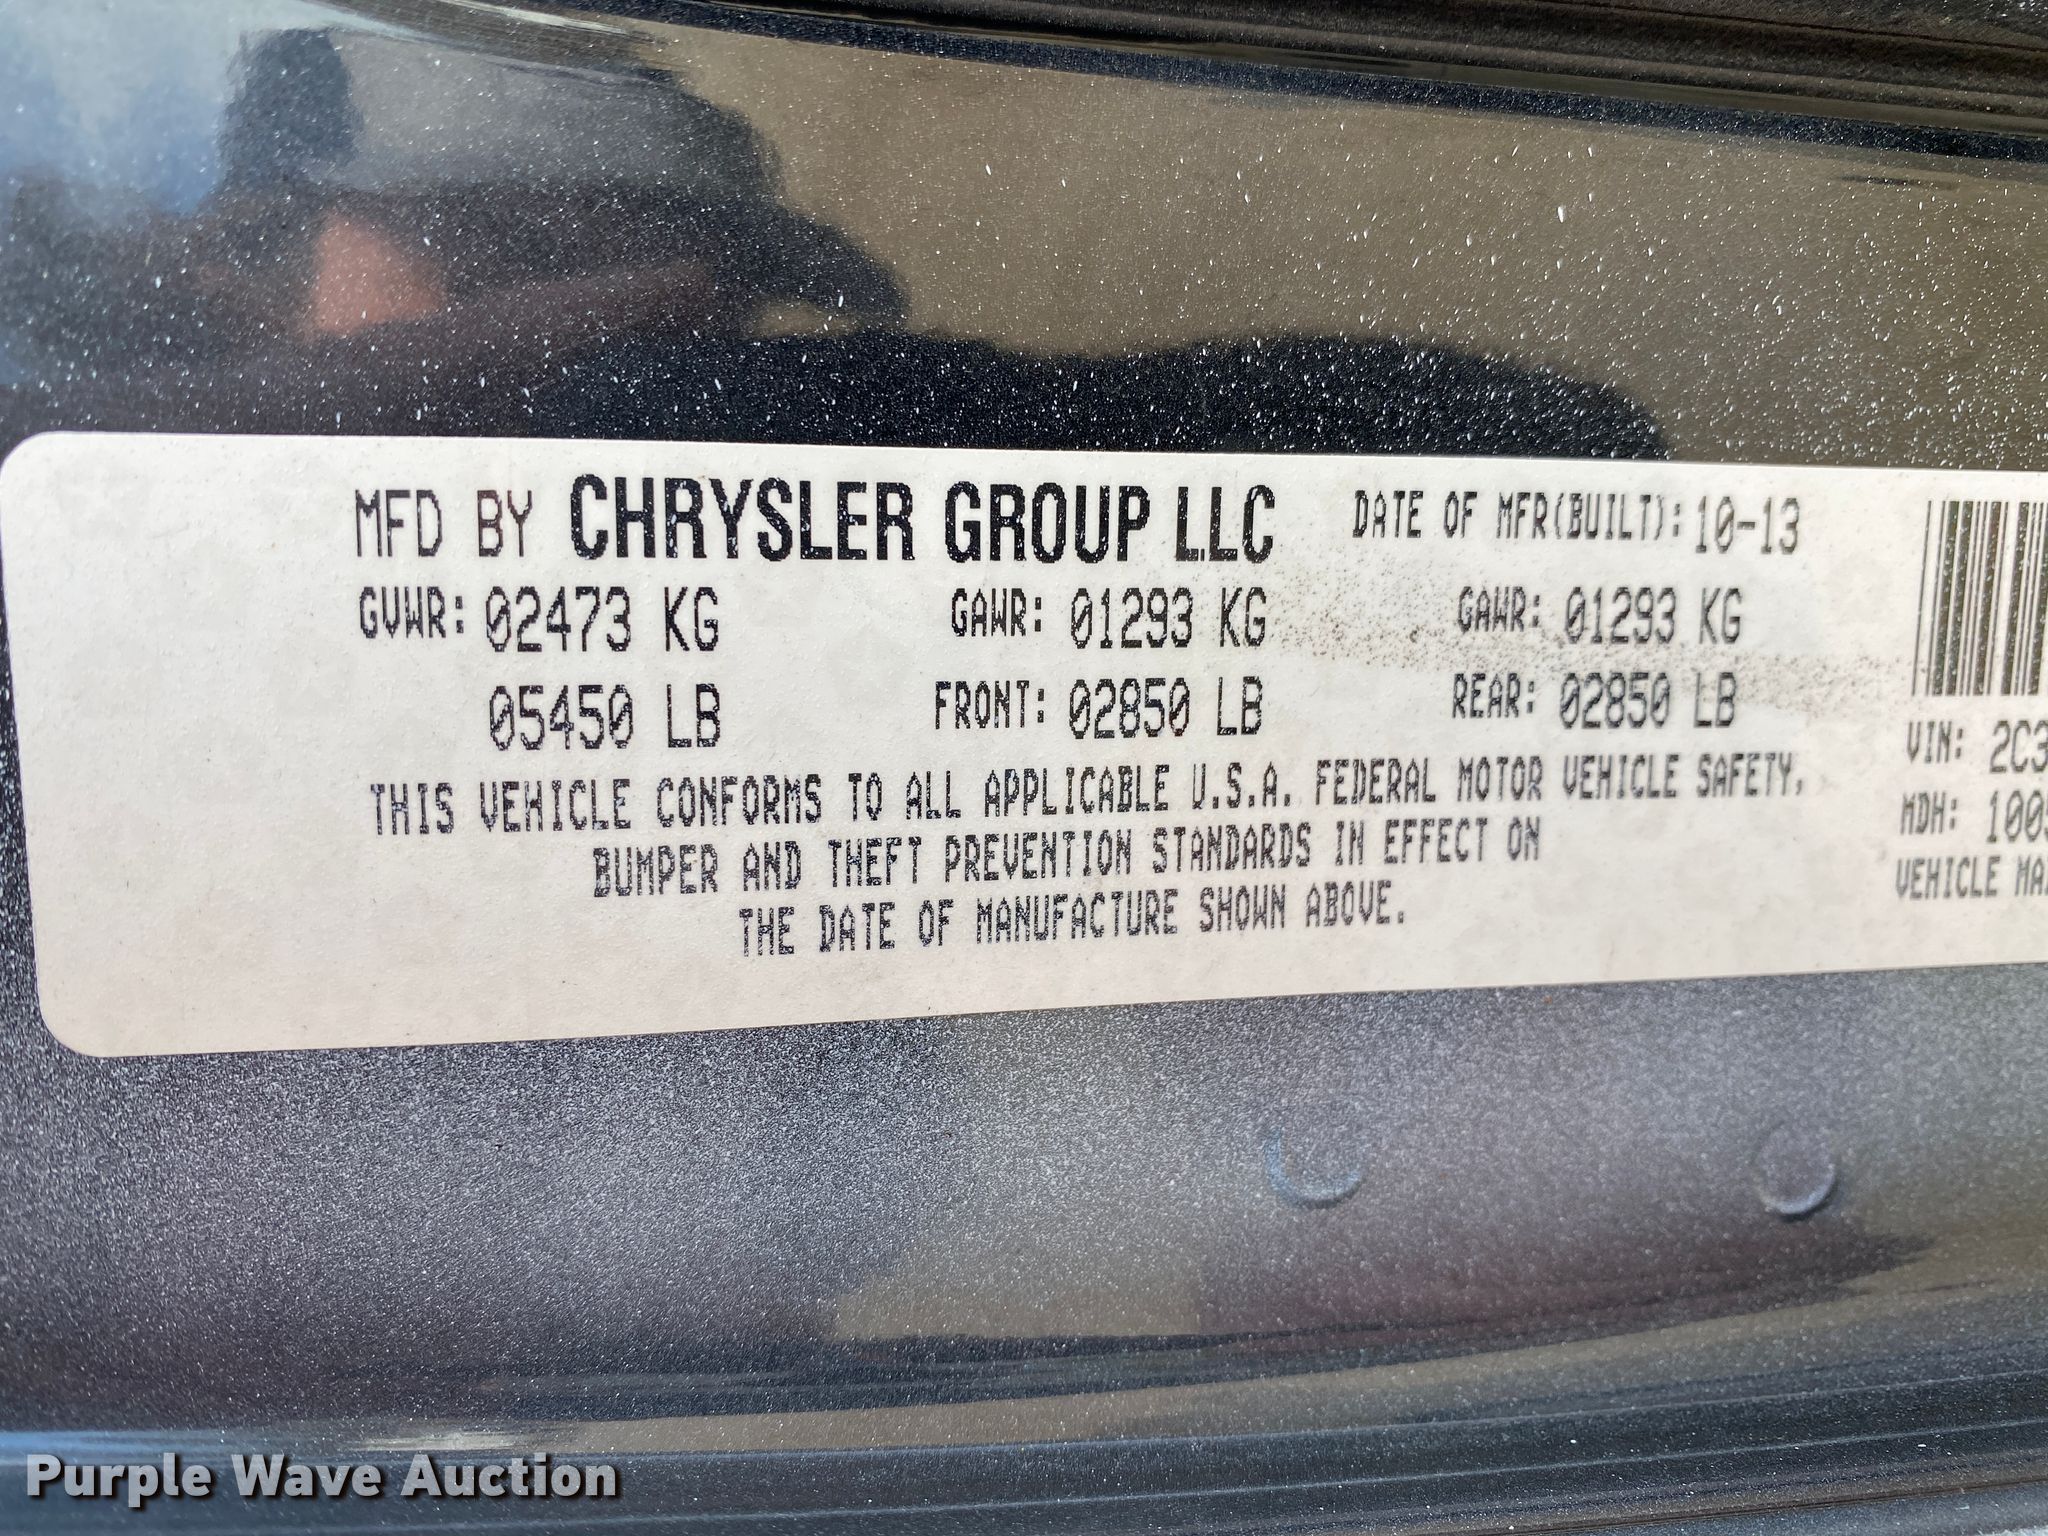 MFD BY CHRYSLER GROUP LLC DATE OF MFR(BUILT): 10-13
GVWR: 02473 KG GAWR: 01293 KG GAWR: 01293 KG
05450 LB FRONT: 02850 LB REAR: 02850 LB
THIS VEHICLE CONFORMS TO ALL APPLICABLE U.S.A. FEDERAL MOTOR VEHICLE SAFETY,
BUMPER AND THEFT PREVENTION STANDARDS IN EFFECT ON
THE DATE OF MANUFACTURE SHOWN ABOVE.
VIN: 2C3
MDH: 1005
VEHICLE MA
Purple Wave Auction